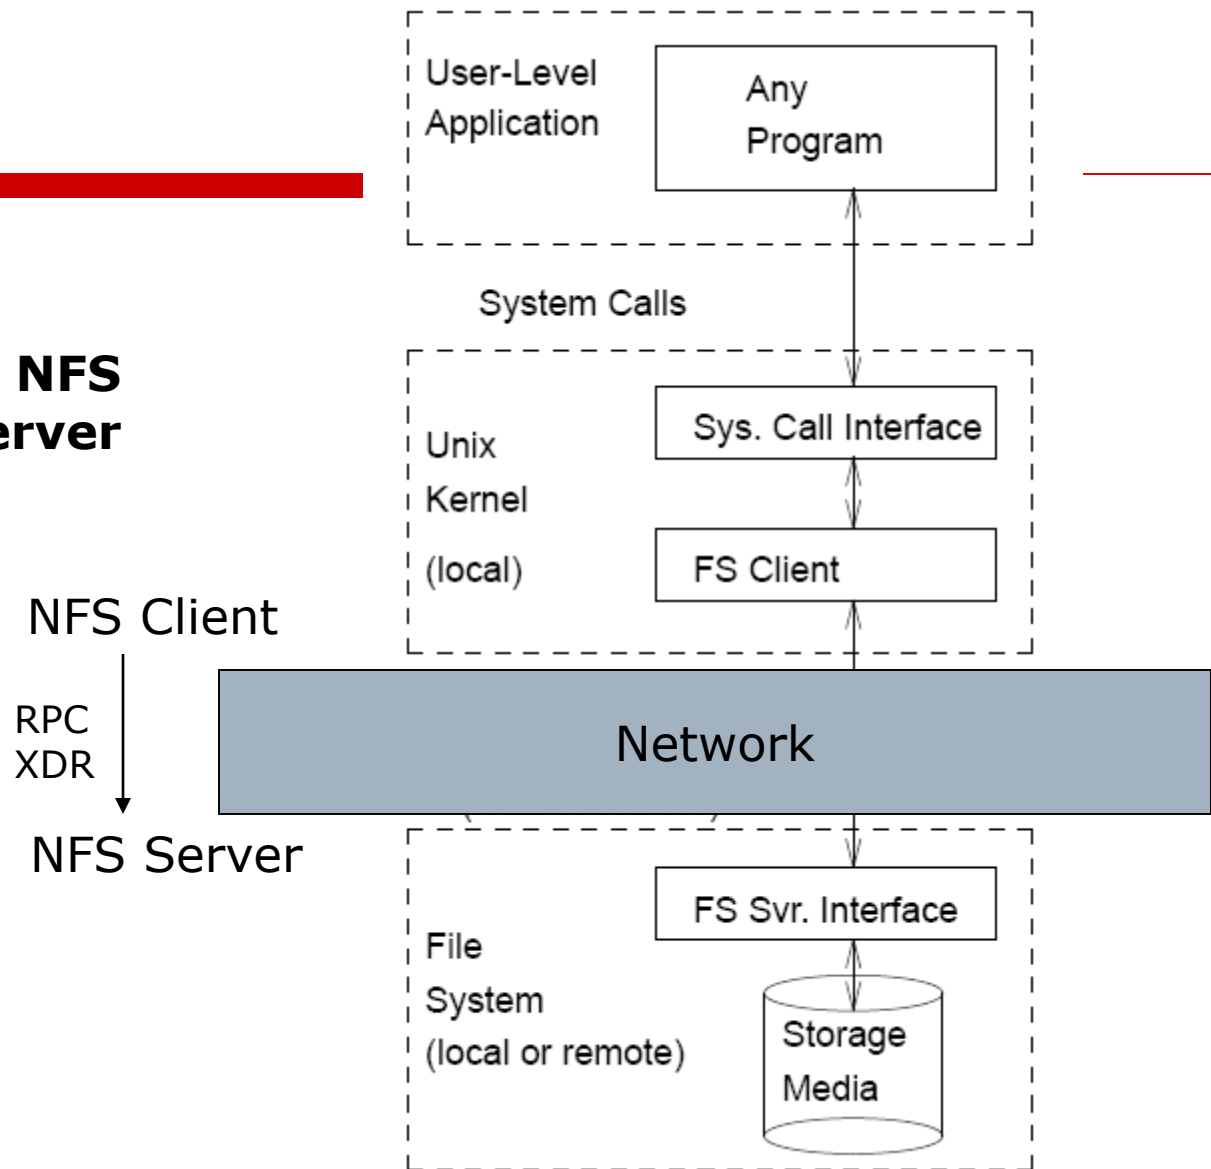 User-Level
Application
Any
Program
System Calls
NFS
erver
Unix
Kernel
(local)
Sys. Call Interface
FS Client
NFS Client
RPC
XDR
Network
NFS Server
FS Svr. Interface
File
System
(local or remote)
Storage
Media